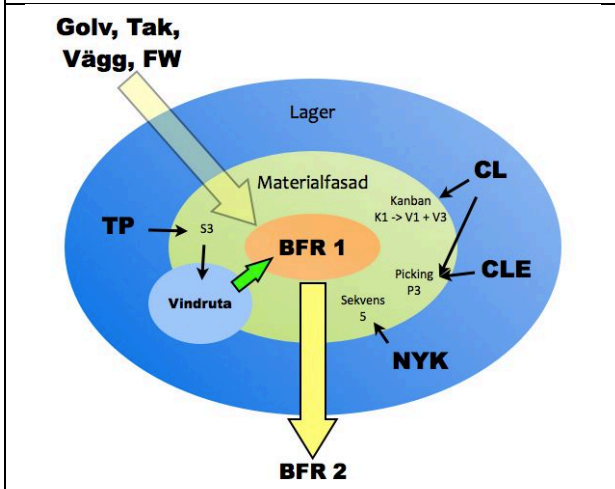 Golv, Tak,
Vägg, FW
Lager
Materialfasad
CL
Kanban
K1 -> V1 + V3
TP
S3
BFR 1
Picking
P3
CLE
Vindruta
Sekvens
5
NYK
BFR 2